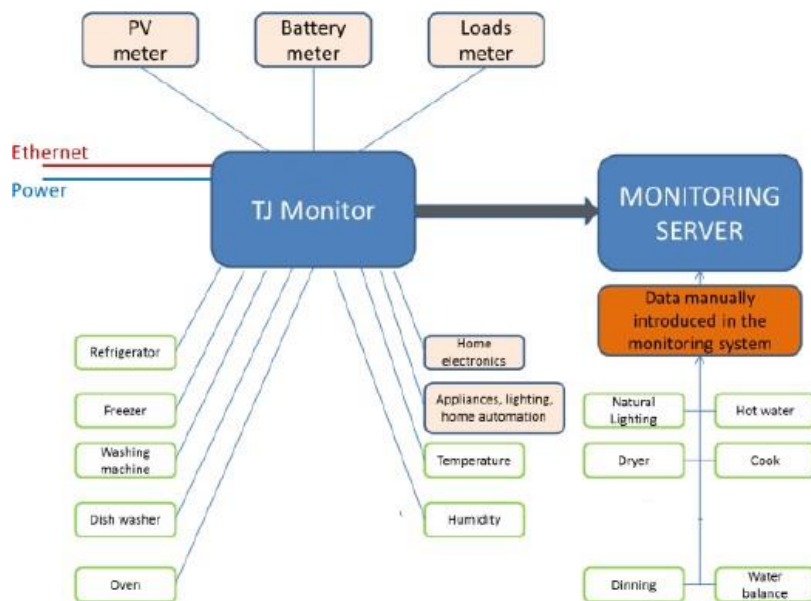 PV
meter
Battery
meter
Loads
meter
Ethernet
Power
TJ Monitor
MONITORING
SERVER
Data manually
introduced in the
monitoring system
Refrigerator
Freezer
Washing
machine
Dish washer
Oven
Home
electronics
Appliances, lighting,
home automation
Temperature
Humidity
Natural
Lighting
Hot water
Dryer
Cook
Dinning
Water
balance